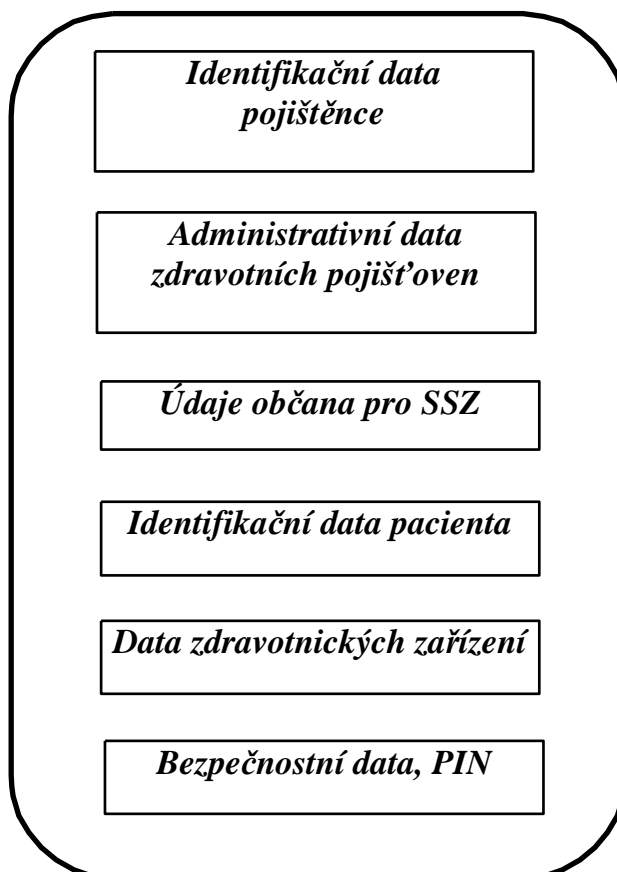 Identifikační data
pojištěnce
Administrativní data
zdravotních pojišťoven
Údaje občana pro SSZ
Identifikační data pacienta
Data zdravotnických zařízení
Bezpečnostní data, PIN